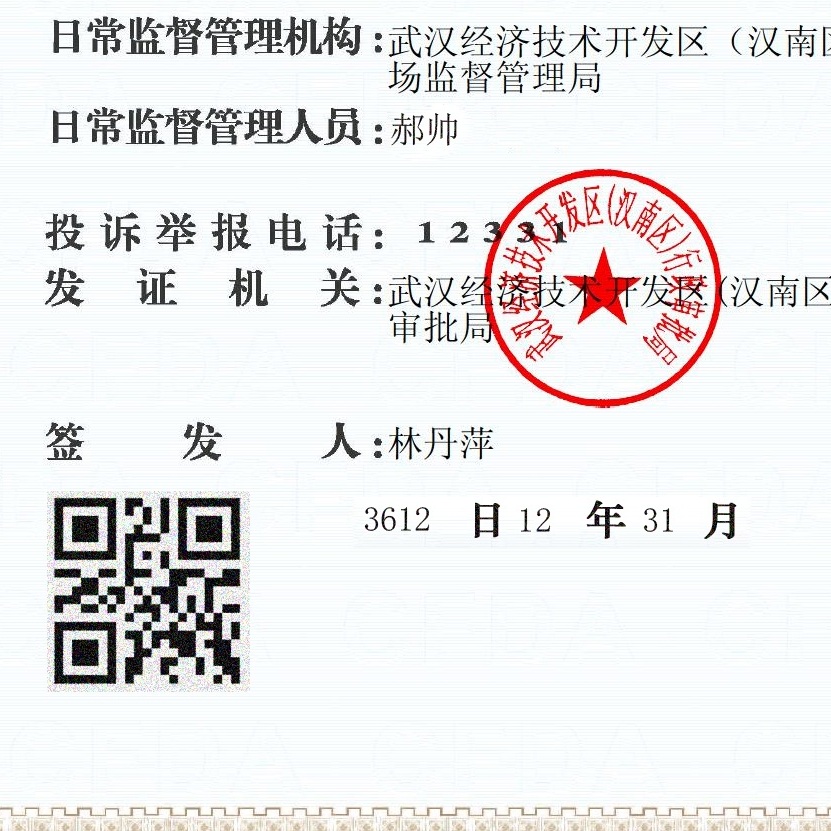 日常监督管理机构:武汉经济技术开发区（汉南区
场监督管理局
日常监督管理人员:郝帅
投诉举报电话: 12331
发证机关:武汉经济技术开发区(汉南区
审批局
武汉经济技术开发区(汉南区)行政审批局
签发人:林丹萍
3612 日 12 年 31 月